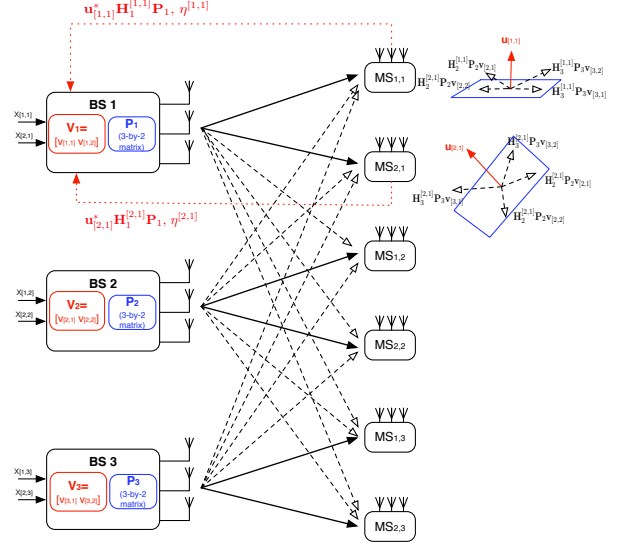 u*[1,1]H1^[1,1]P1, η^[1,1]
BS 1
X[1,1]
X[2,1]
V1=
[V[1,1] V[1,2]]
P1
(3-by-2
matrix)
u*[2,1]H1^[2,1]P1, η^[2,1]
BS 2
X[1,2]
X[2,2]
V2=
[V[2,1] V[2,2]]
P2
(3-by-2
matrix)
BS 3
X[1,3]
X[2,3]
V3=
[V[3,1] V[3,2]]
P3
(3-by-2
matrix)
MS1,1
MS2,1
MS1,2
MS2,2
MS1,3
MS2,3
u[1,1]
H2^[1,1]P2v[2,1]
H3^[1,1]P3v[3,2]
H2^[2,1]P2v[2,2]
H3^[1,1]P3v[3,1]
u[2,1]
H3^[2,1]P3v[3,2]
H2^[2,1]P2v[2,1]
H3^[2,1]P3v[3,1]
H2^[2,1]P2v[2,2]